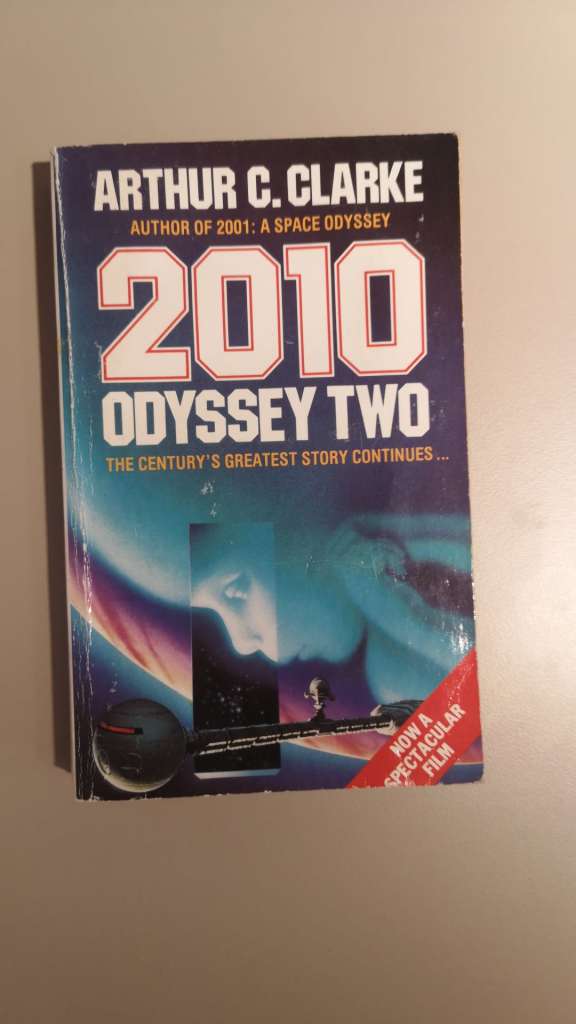 ARTHUR C. CLARKE
AUTHOR OF 2001: A SPACE ODYSSEY
2010
ODYSSEY TWO
THE CENTURY'S GREATEST STORY CONTINUES...
NOW A
SPECTACULAR
FILM